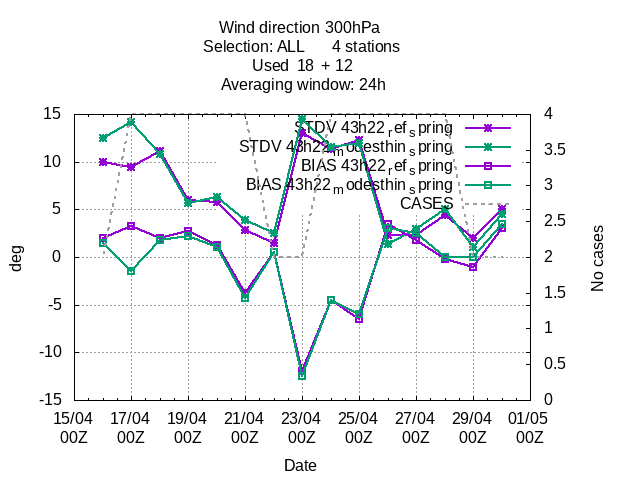 Wind direction 300hPa
Selection: ALL 4 stations
Used 18 + 12
Averaging window: 24h
STDV 43h22_ref_spring
STDV 43h22_modesthin_spring
BIAS 43h22_ref_spring
BIAS 43h22_modesthin_spring
CASES
15
10
5
0
-5
-10
-15
deg
4
3.5
3
2.5
2
1.5
1
0.5
0
No cases
15/04 17/04 19/04 21/04 23/04 25/04 27/04 29/04 01/05
00Z 00Z 00Z 00Z 00Z 00Z 00Z 00Z 00Z
Date